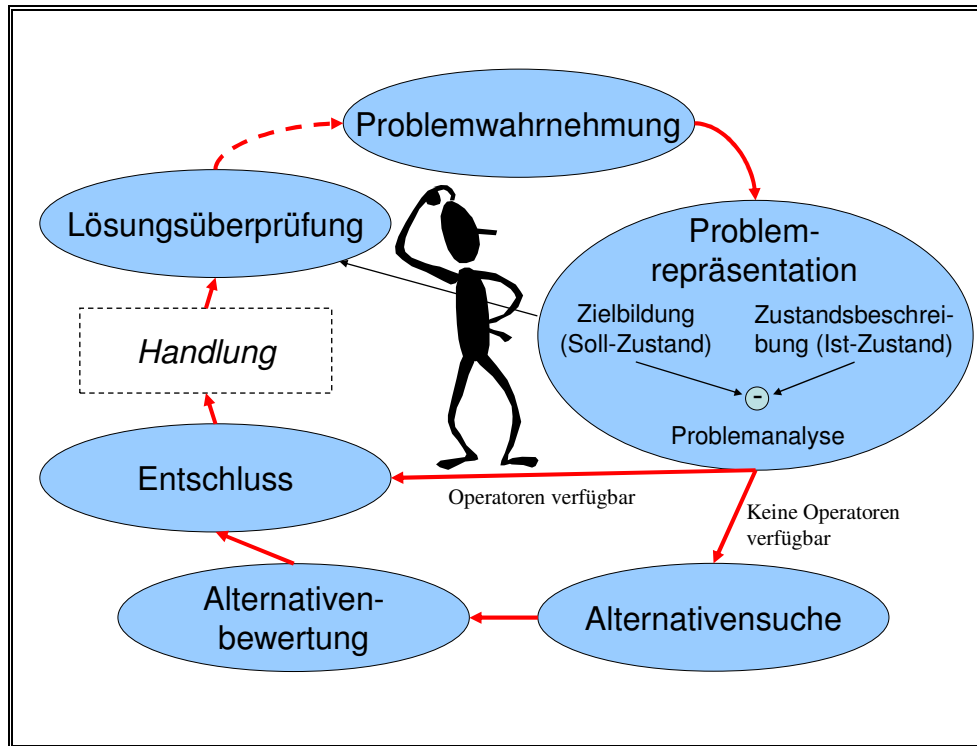 Problemwahrnehmung
Lösungsüberprüfung
Problem-
repräsentation
Zielbildung
(Soll-Zustand)
Zustandsbeschrei-
bung (Ist-Zustand)
-
Problemanalyse
Handlung
Entschluss
Operatoren verfügbar
Keine Operatoren
verfügbar
Alternativen-
bewertung
Alternativensuche